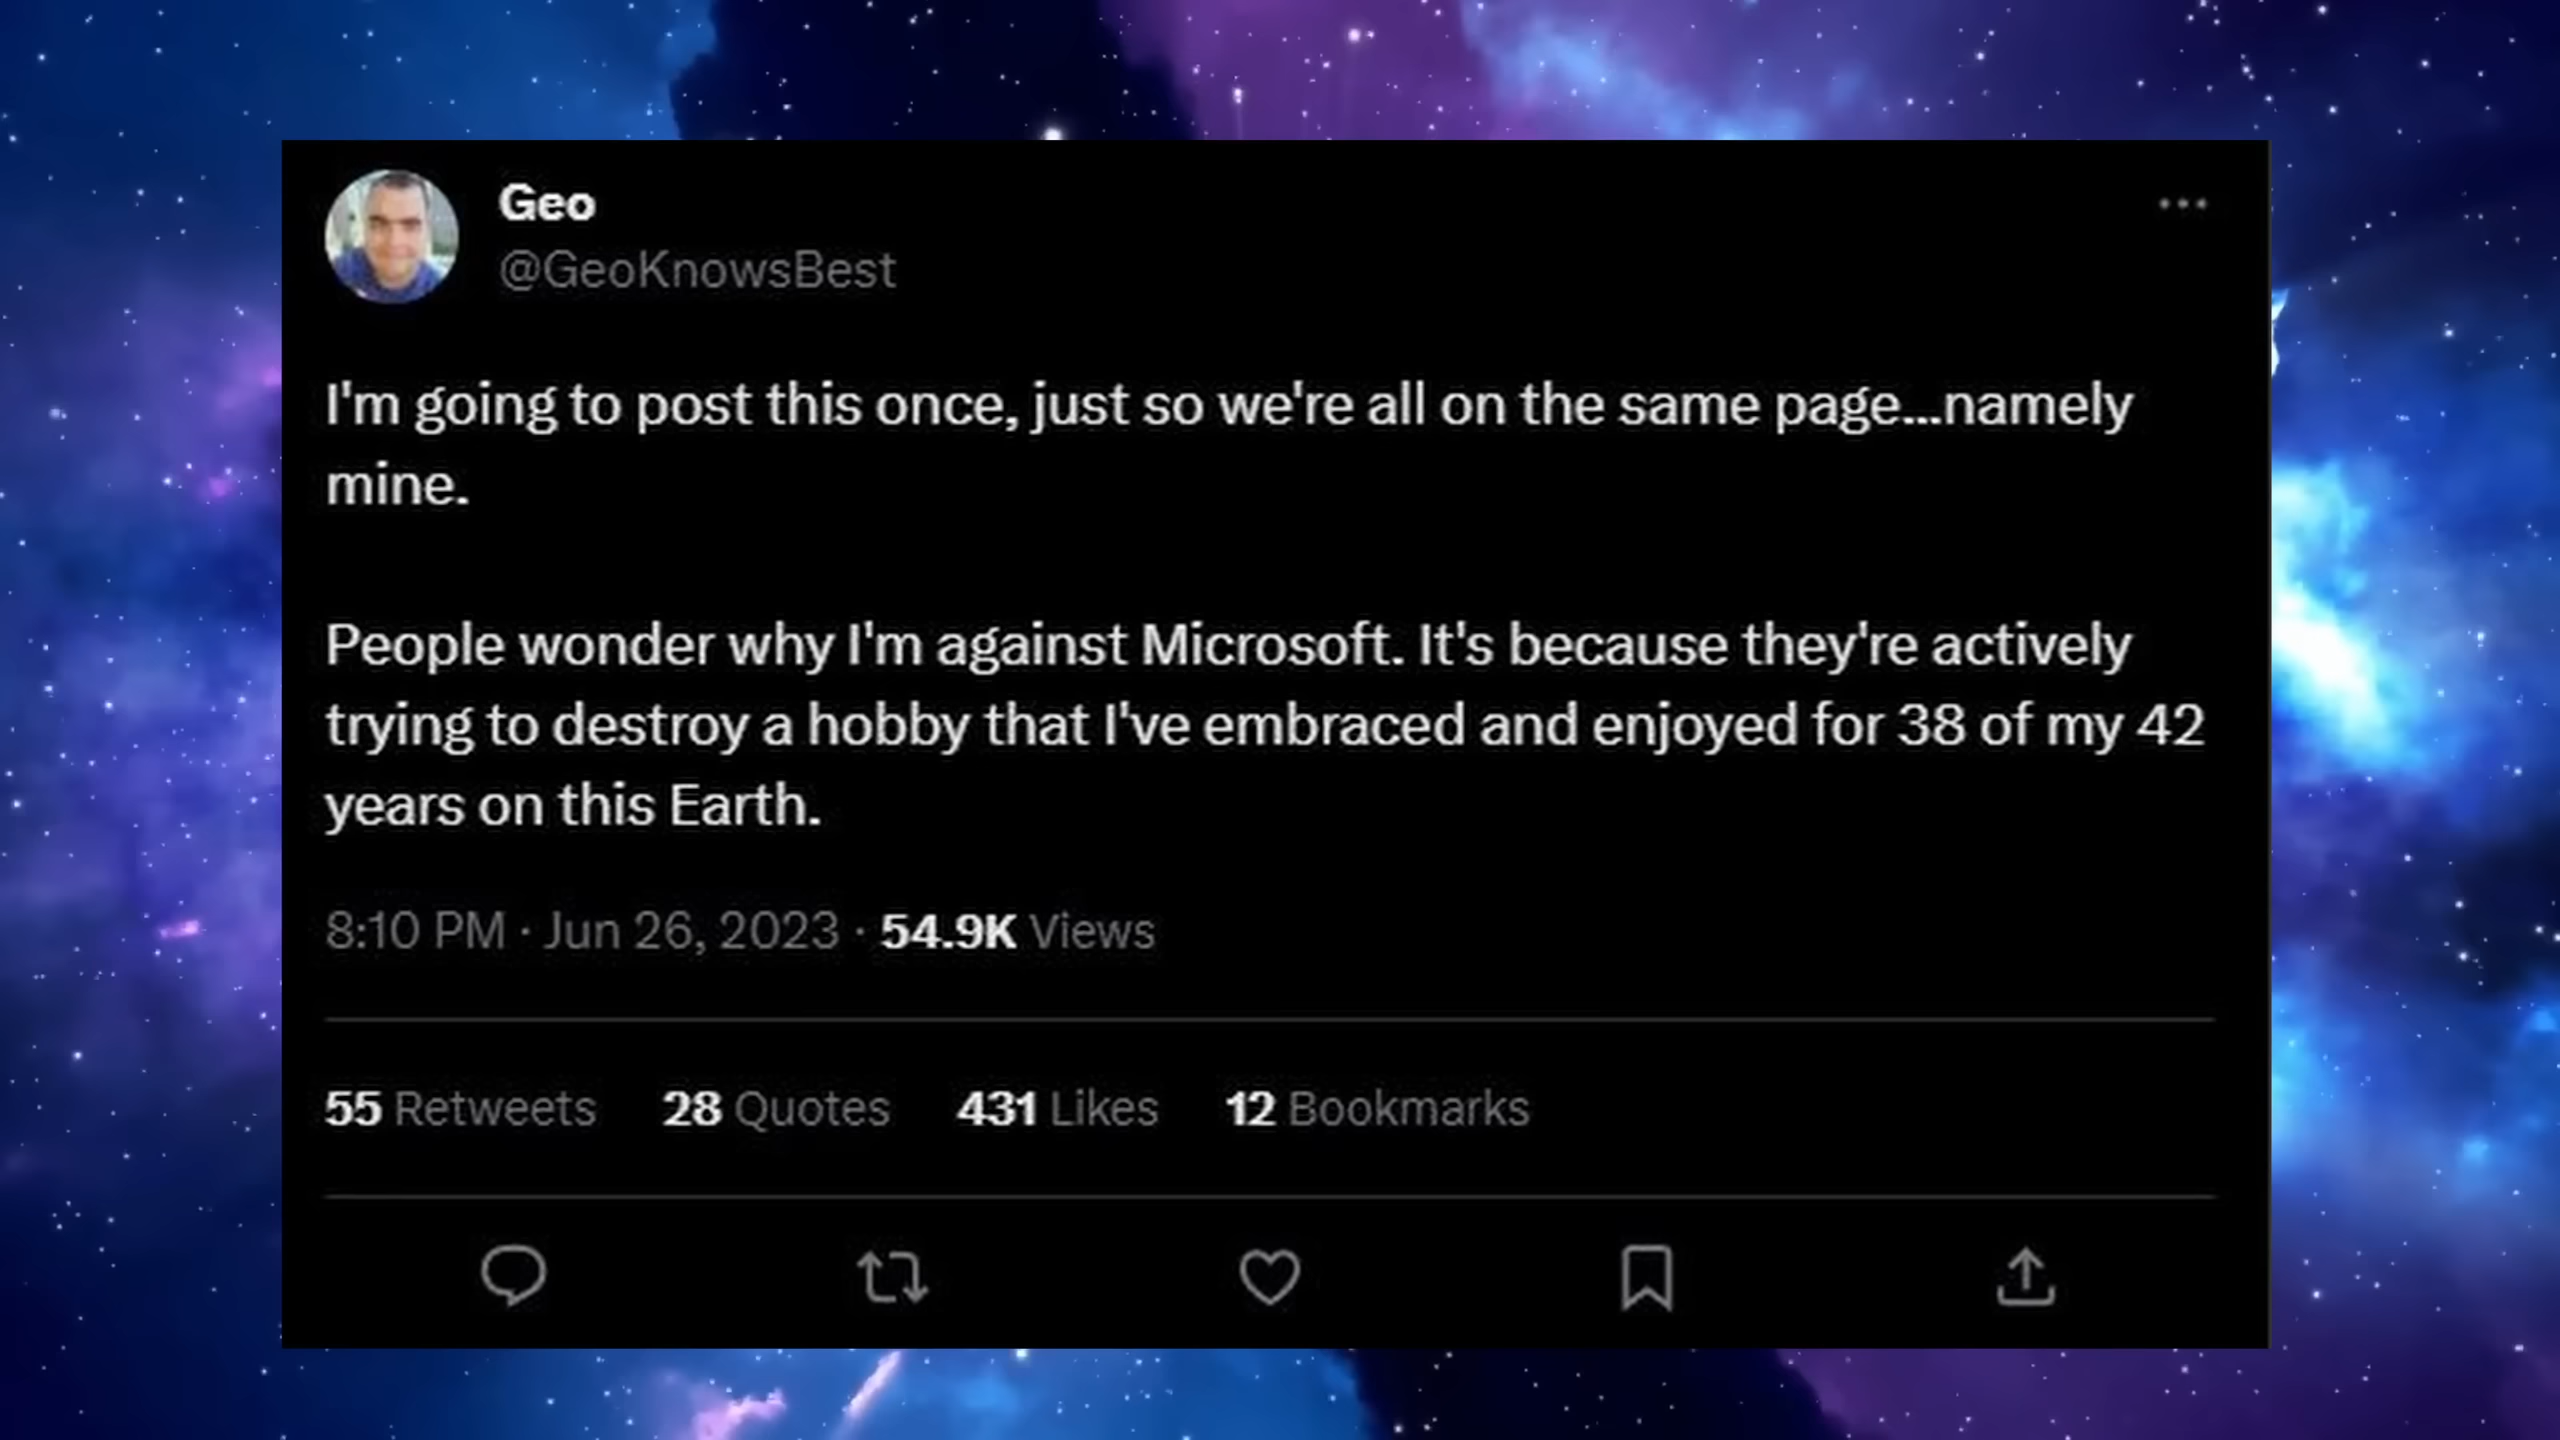 Geo
@GeoKnowsBest
I'm going to post this once, just so we're all on the same page...namely
mine.
People wonder why I'm against Microsoft. It's because they're actively
trying to destroy a hobby that I've embraced and enjoyed for 38 of my 42
years on this Earth.
8:10 PM · Jun 26, 2023 · 54.9K Views
55 Retweets 28 Quotes 431 Likes 12 Bookmarks